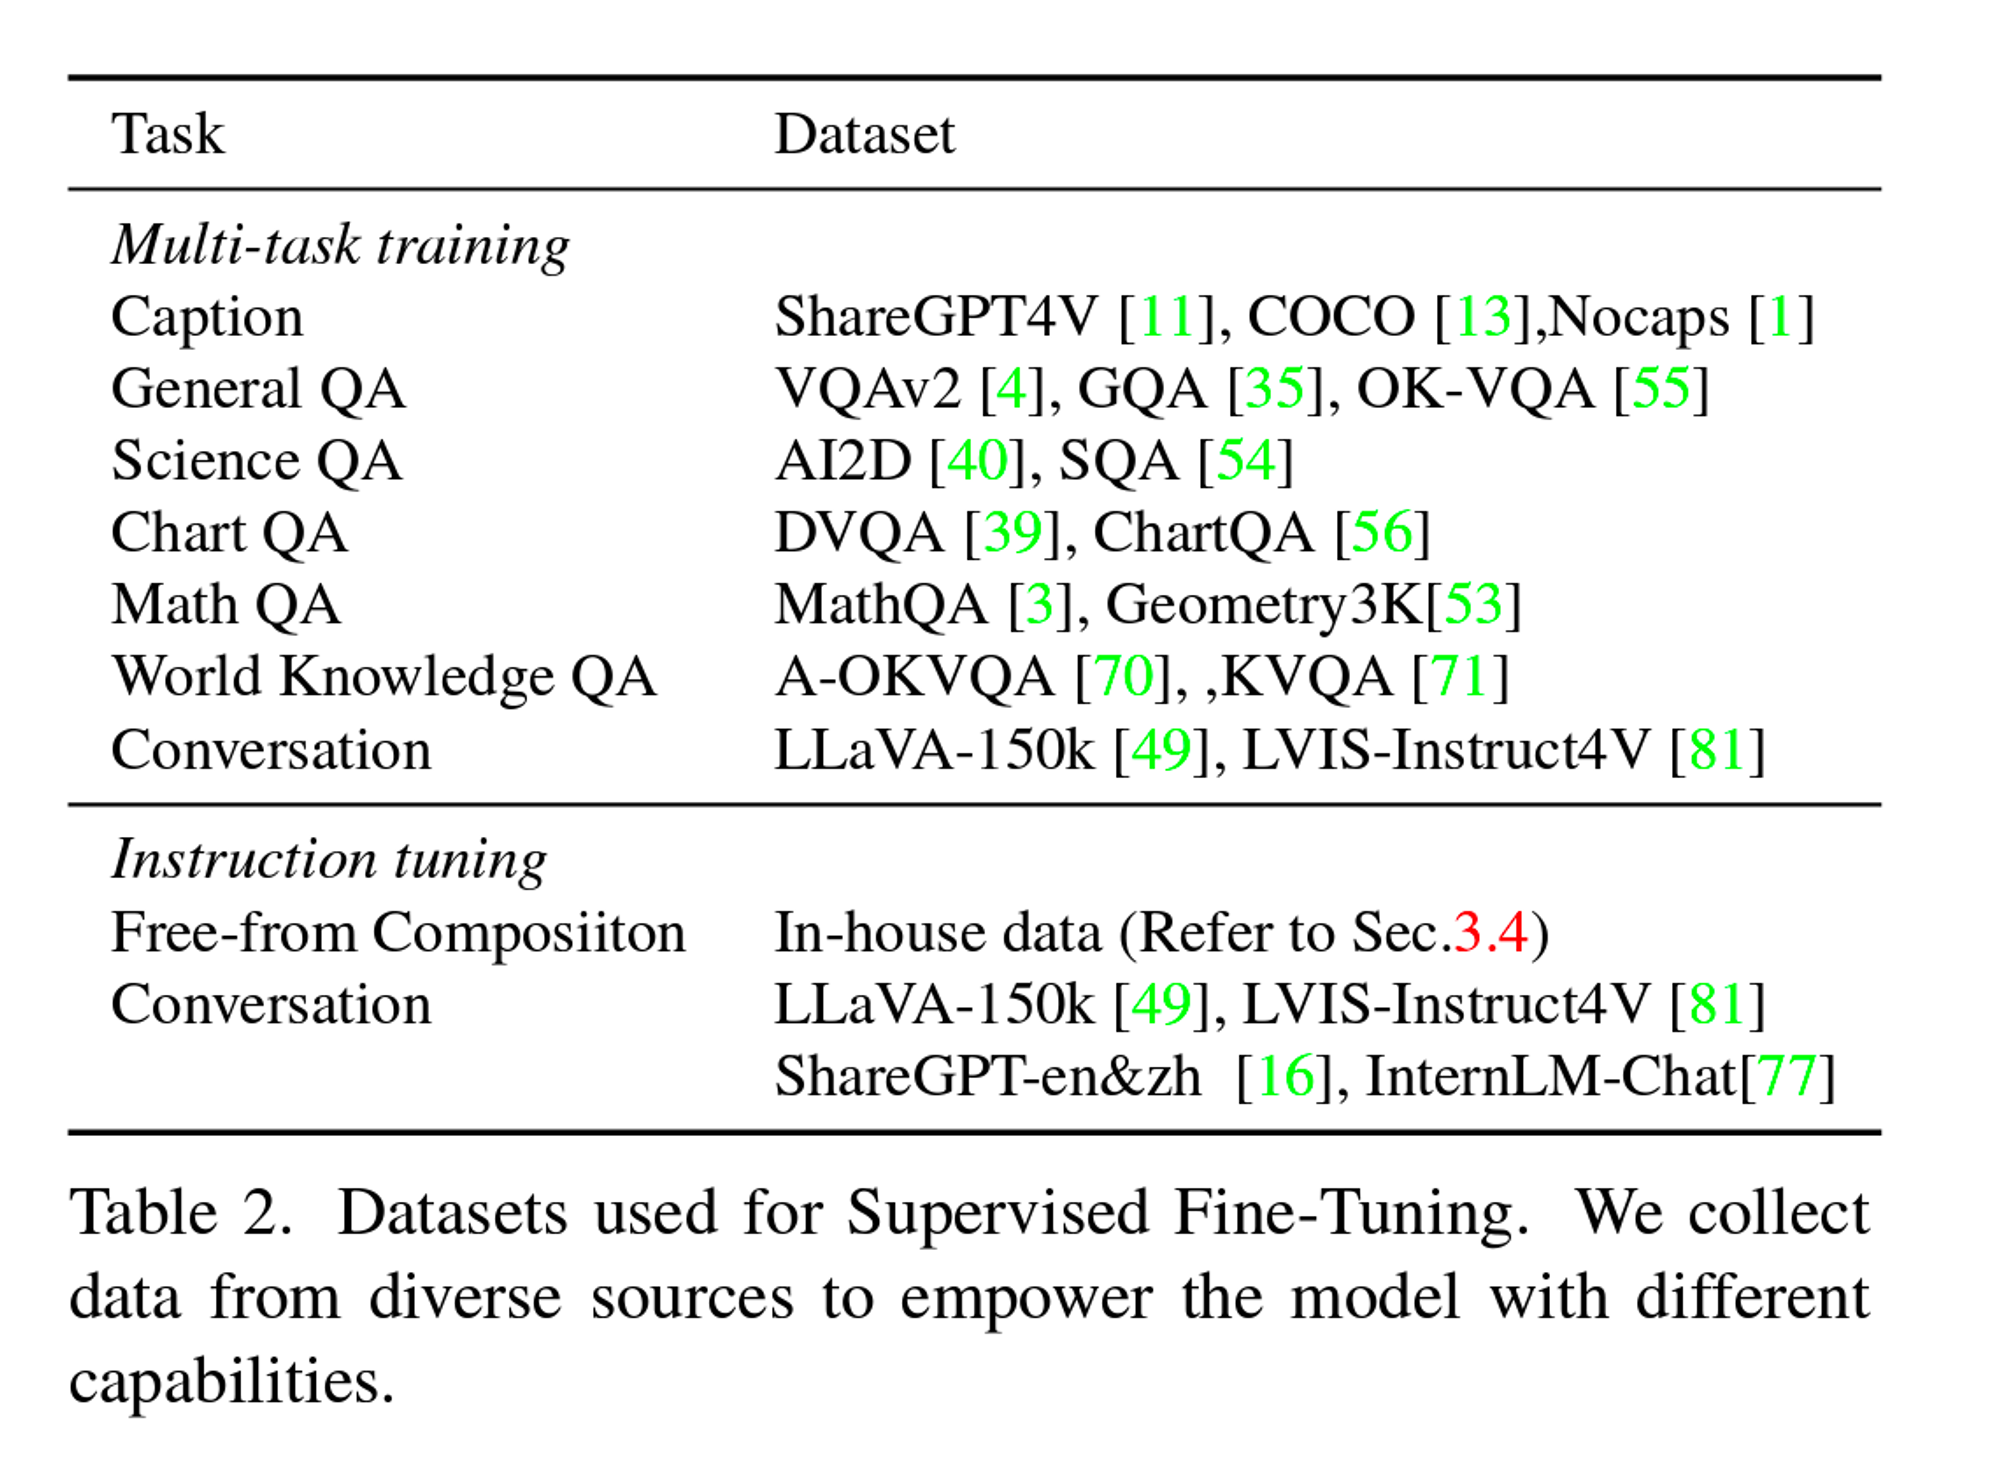 Task Dataset
Multi-task training
Caption ShareGPT4V [11], COCO [13],Nocaps [1]
General QA VQAv2 [4], GQA [35], OK-VQA [55]
Science QA AI2D [40], SQA [54]
Chart QA DVQA [39], ChartQA [56]
Math QA MathQA [3], Geometry3K[53]
World Knowledge QA A-OKVQA [70], ,KVQA [71]
Conversation LLaVA-150k [49], LVIS-Instruct4V [81]
Instruction tuning
Free-from Composiiton In-house data (Refer to Sec.3.4)
Conversation LLaVA-150k [49], LVIS-Instruct4V [81]
ShareGPT-en&zh [16], InternLM-Chat[77]
Table 2. Datasets used for Supervised Fine-Tuning. We collect
data from diverse sources to empower the model with different
capabilities.